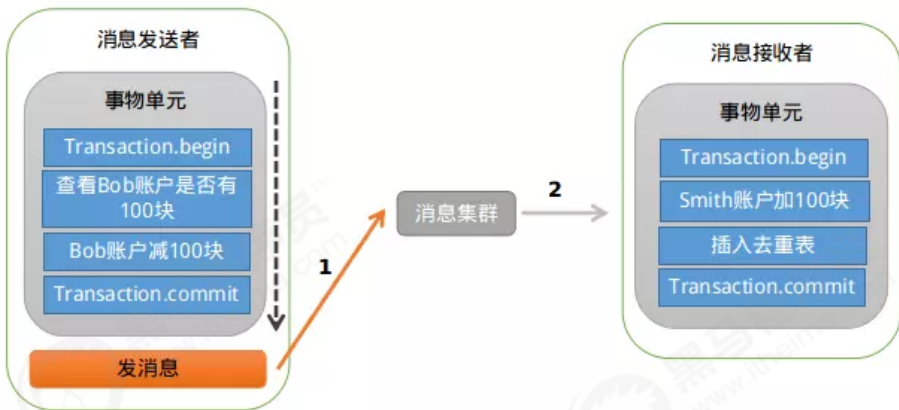 消息发送者
事物单元
Transaction.begin
查看Bob账户是否有
100块
Bob账户减100块
Transaction.commit
发消息
1
消息集群
2
消息接收者
事物单元
Transaction.begin
Smith账户加100块
插入去重表
Transaction.commit